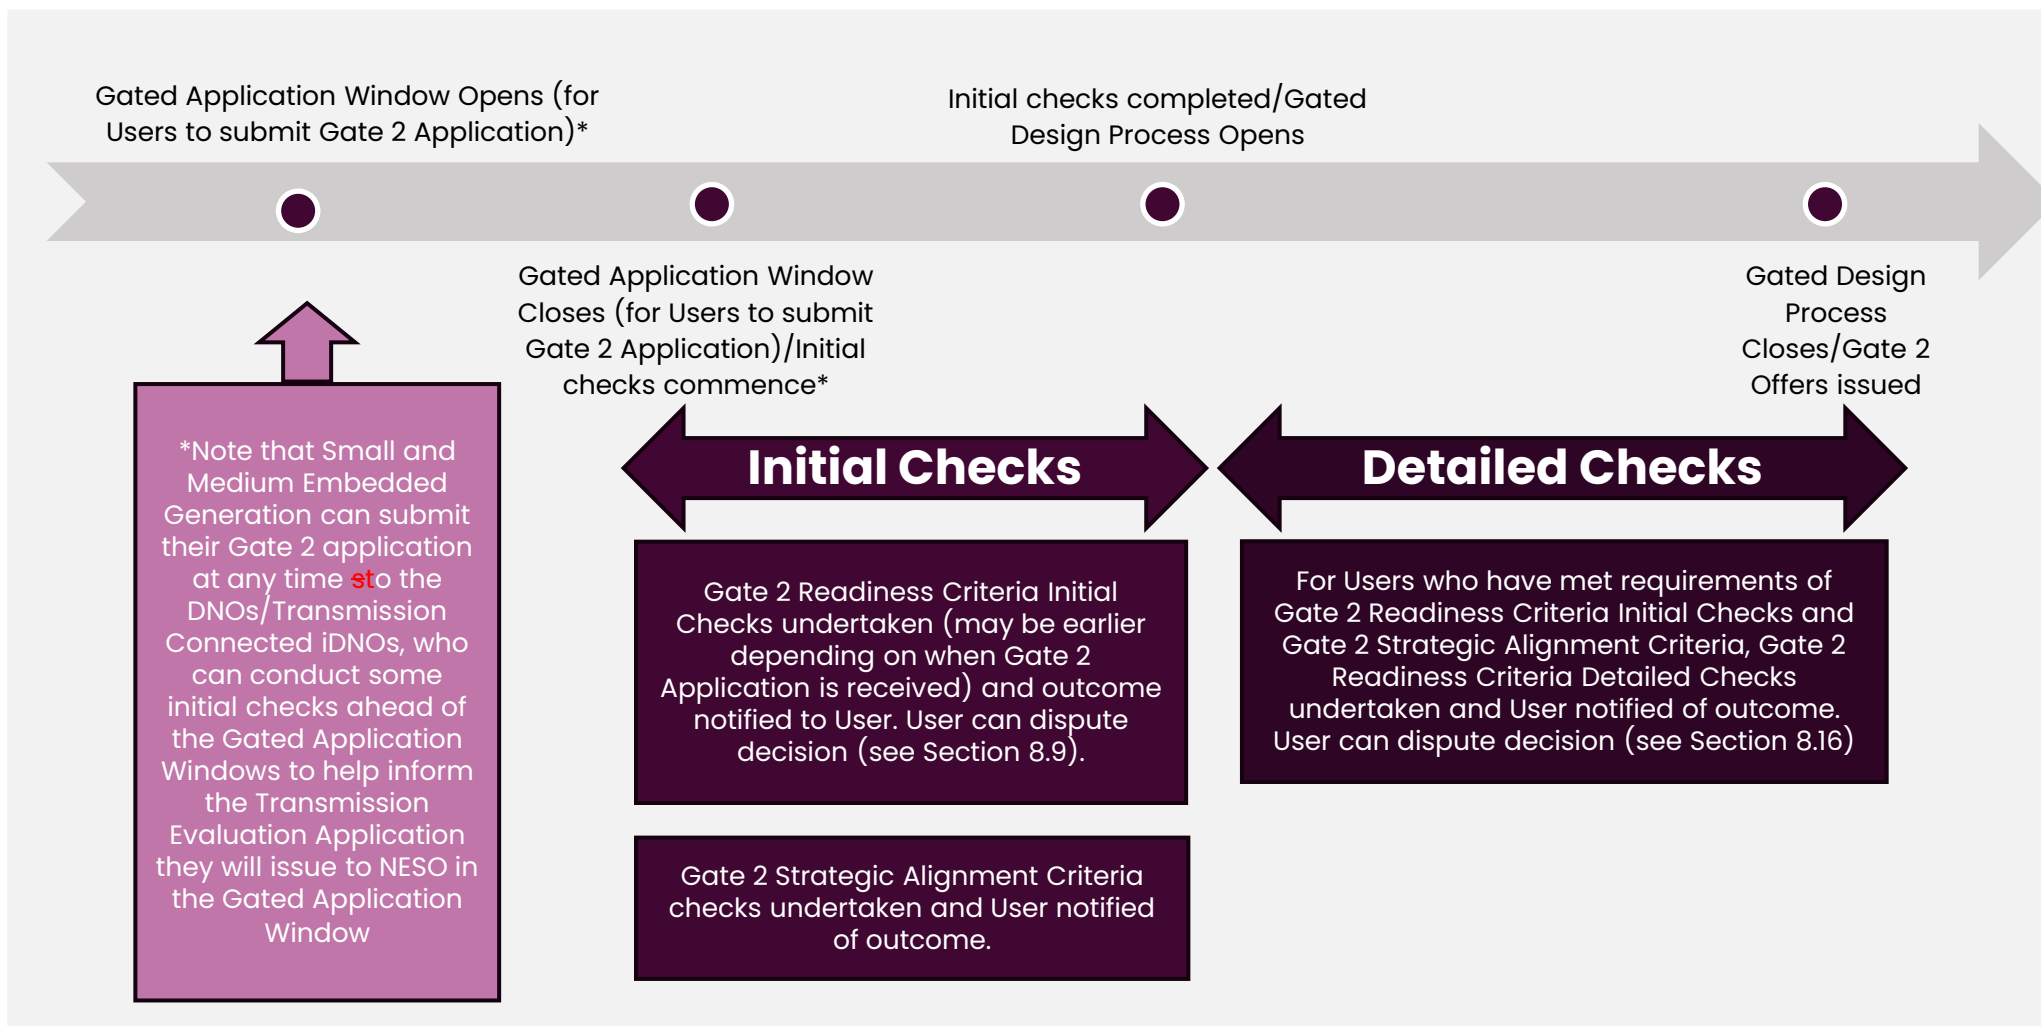 Gated Application Window Opens (for
Users to submit Gate 2 Application)*
Initial checks completed/Gated
Design Process Opens
Gated Application Window
Closes (for Users to submit
Gate 2 Application)/Initial
checks commence*
Gated Design
Process
Closes/Gate 2
Offers issued
*Note that Small and
Medium Embedded
Generation can submit
their Gate 2 application
at any time sto the
DNOs/Transmission
Connected iDNOs, who
can conduct some
initial checks ahead of
the Gated Application
Windows to help inform
the Transmission
Evaluation Application
they will issue to NESO in
the Gated Application
Window
Initial Checks
Gate 2 Readiness Criteria Initial
Checks undertaken (may be earlier
depending on when Gate 2
Application is received) and outcome
notified to User. User can dispute
decision (see Section 8.9).
Gate 2 Strategic Alignment Criteria
checks undertaken and User notified
of outcome.
Detailed Checks
For Users who have met requirements of
Gate 2 Readiness Criteria Initial Checks and
Gate 2 Strategic Alignment Criteria, Gate 2
Readiness Criteria Detailed Checks
undertaken and User notified of outcome.
User can dispute decision (see Section 8.16)